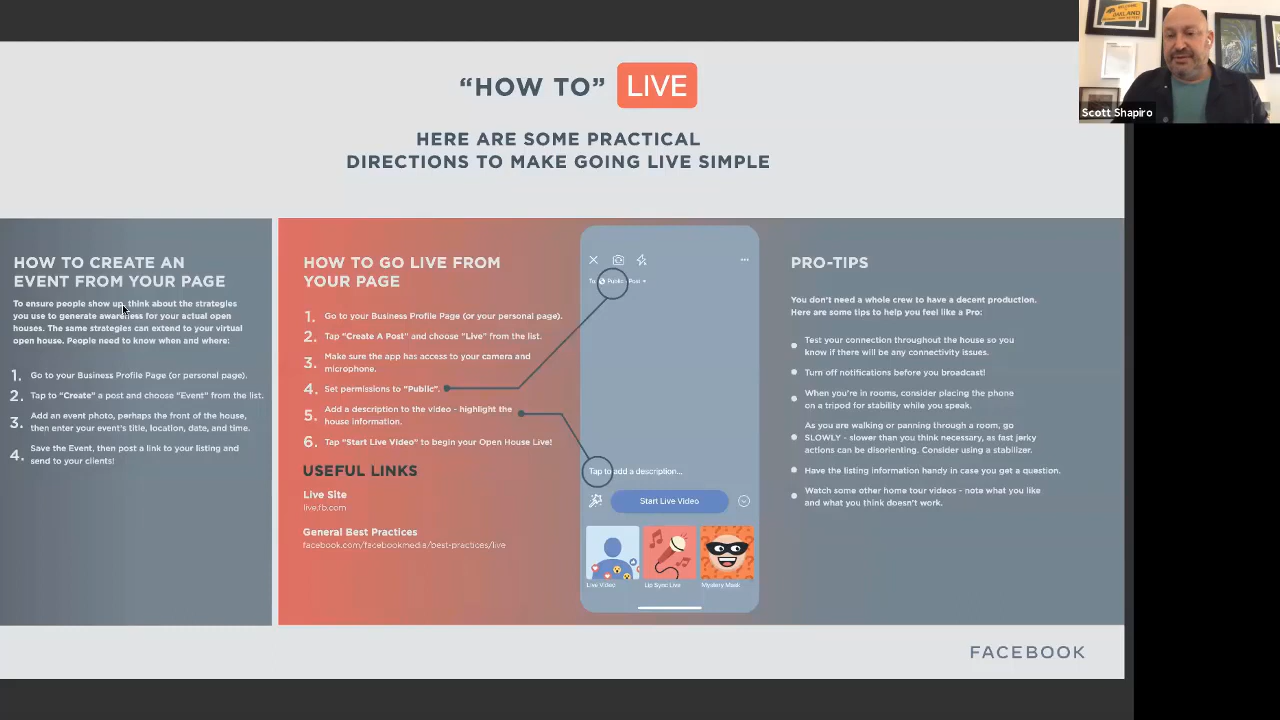 "HOW TO" LIVE
HERE ARE SOME PRACTICAL
DIRECTIONS TO MAKE GOING LIVE SIMPLE
HOW TO CREATE AN
EVENT FROM YOUR PAGE
To ensure people show up, think about the strategies
you use to generate awareness for your actual open
houses. The same strategies can extend to your virtual
open house. People need to know when and where:
1. Go to your Business Profile Page (or personal page).
2. Tap to "Create" a post and choose "Event" from the list.
3. Add an event photo, perhaps the front of the house,
then enter your event's title, location, date, and time.
4. Save the Event, then post a link to your listing and
send to your clients!
HOW TO GO LIVE FROM
YOUR PAGE
1. Go to your Business Profile Page (or your personal page).
2. Tap "Create A Post" and choose "Live" from the list.
3. Make sure the app has access to your camera and
microphone.
4. Set permissions to "Public".
5. Add a description to the video - highlight the
house information.
6. Tap "Start Live Video" to begin your Open House Live!
USEFUL LINKS
Live Site
live.fb.com
General Best Practices
facebook.com/facebookmedia/best-practices/live
To: Public · Post
Tap to add a description...
Start Live Video
Live Video
Lip Sync Live
Mystery Mask
PRO-TIPS
You don't need a whole crew to have a decent production.
Here are some tips to help you feel like a Pro:
Test your connection throughout the house so you
know if there will be any connectivity issues.
Turn off notifications before you broadcast!
When you're in rooms, consider placing the phone
on a tripod for stability while you speak.
As you are walking or panning through a room, go
SLOWLY - slower than you think necessary, as fast jerky
actions can be disorienting. Consider using a stabilizer.
Have the listing information handy in case you get a question.
Watch some other home tour videos - note what you like
and what you think doesn't work.
FACEBOOK
OAKLAND
Scott Shapiro